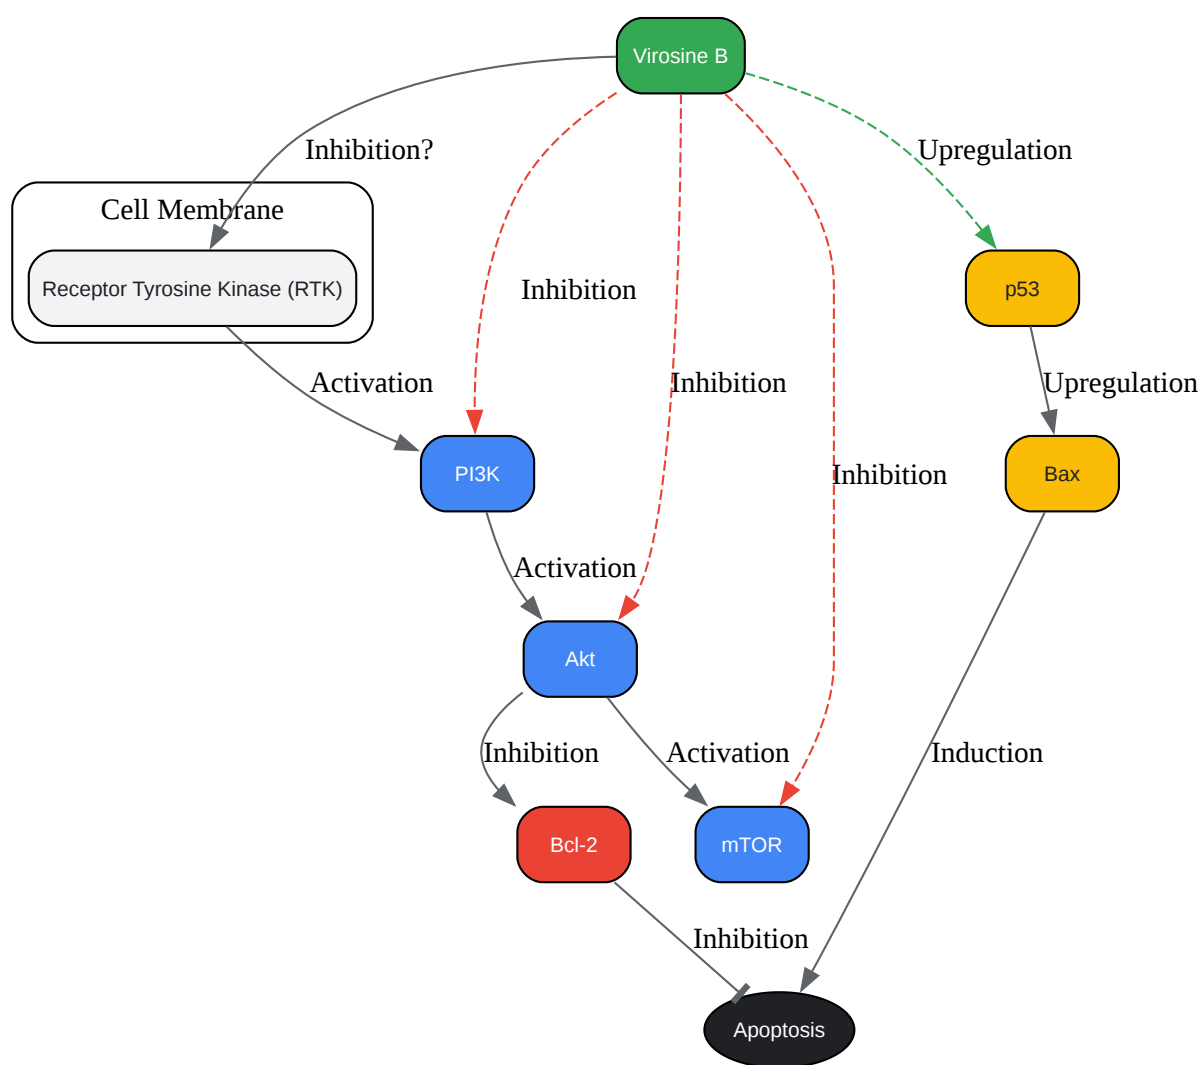 Virosine B
Inhibition?
Upregulation
Cell Membrane
Receptor Tyrosine Kinase (RTK)
Inhibition
p53
Activation
Inhibition
Upregulation
PI3K
Inhibition
Bax
Activation
Akt
Inhibition
Activation
Induction
Bcl-2
mTOR
Inhibition
Apoptosis